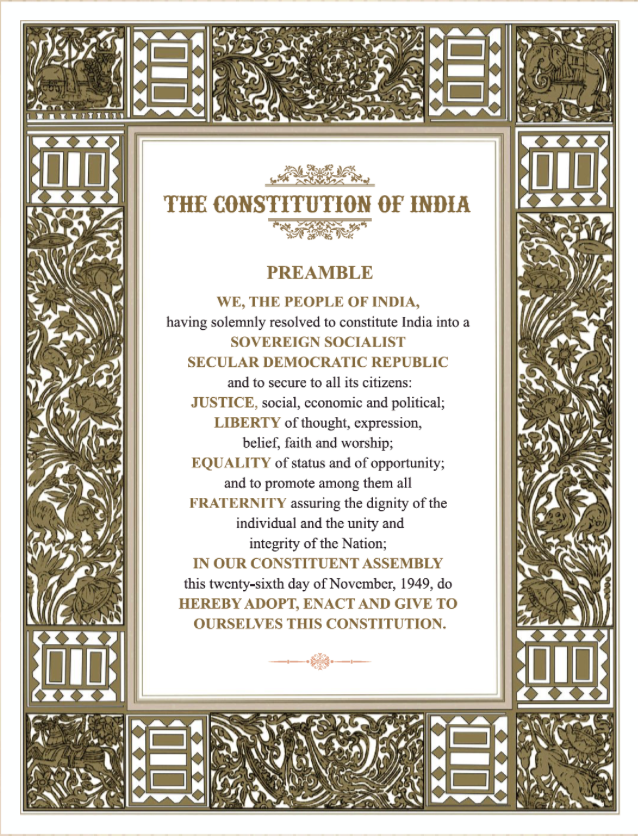 THE CONSTITUTION OF INDIA
PREAMBLE
WE, THE PEOPLE OF INDIA,
having solemnly resolved to constitute India into a
SOVEREIGN SOCIALIST
SECULAR DEMOCRATIC REPUBLIC
and to secure to all its citizens:
JUSTICE, social, economic and political;
LIBERTY of thought, expression,
belief, faith and worship;
EQUALITY of status and of opportunity;
and to promote among them all
FRATERNITY assuring the dignity of the
individual and the unity and
integrity of the Nation;
IN OUR CONSTITUENT ASSEMBLY
this twenty-sixth day of November, 1949, do
HEREBY ADOPT, ENACT AND GIVE TO
OURSELVES THIS CONSTITUTION.